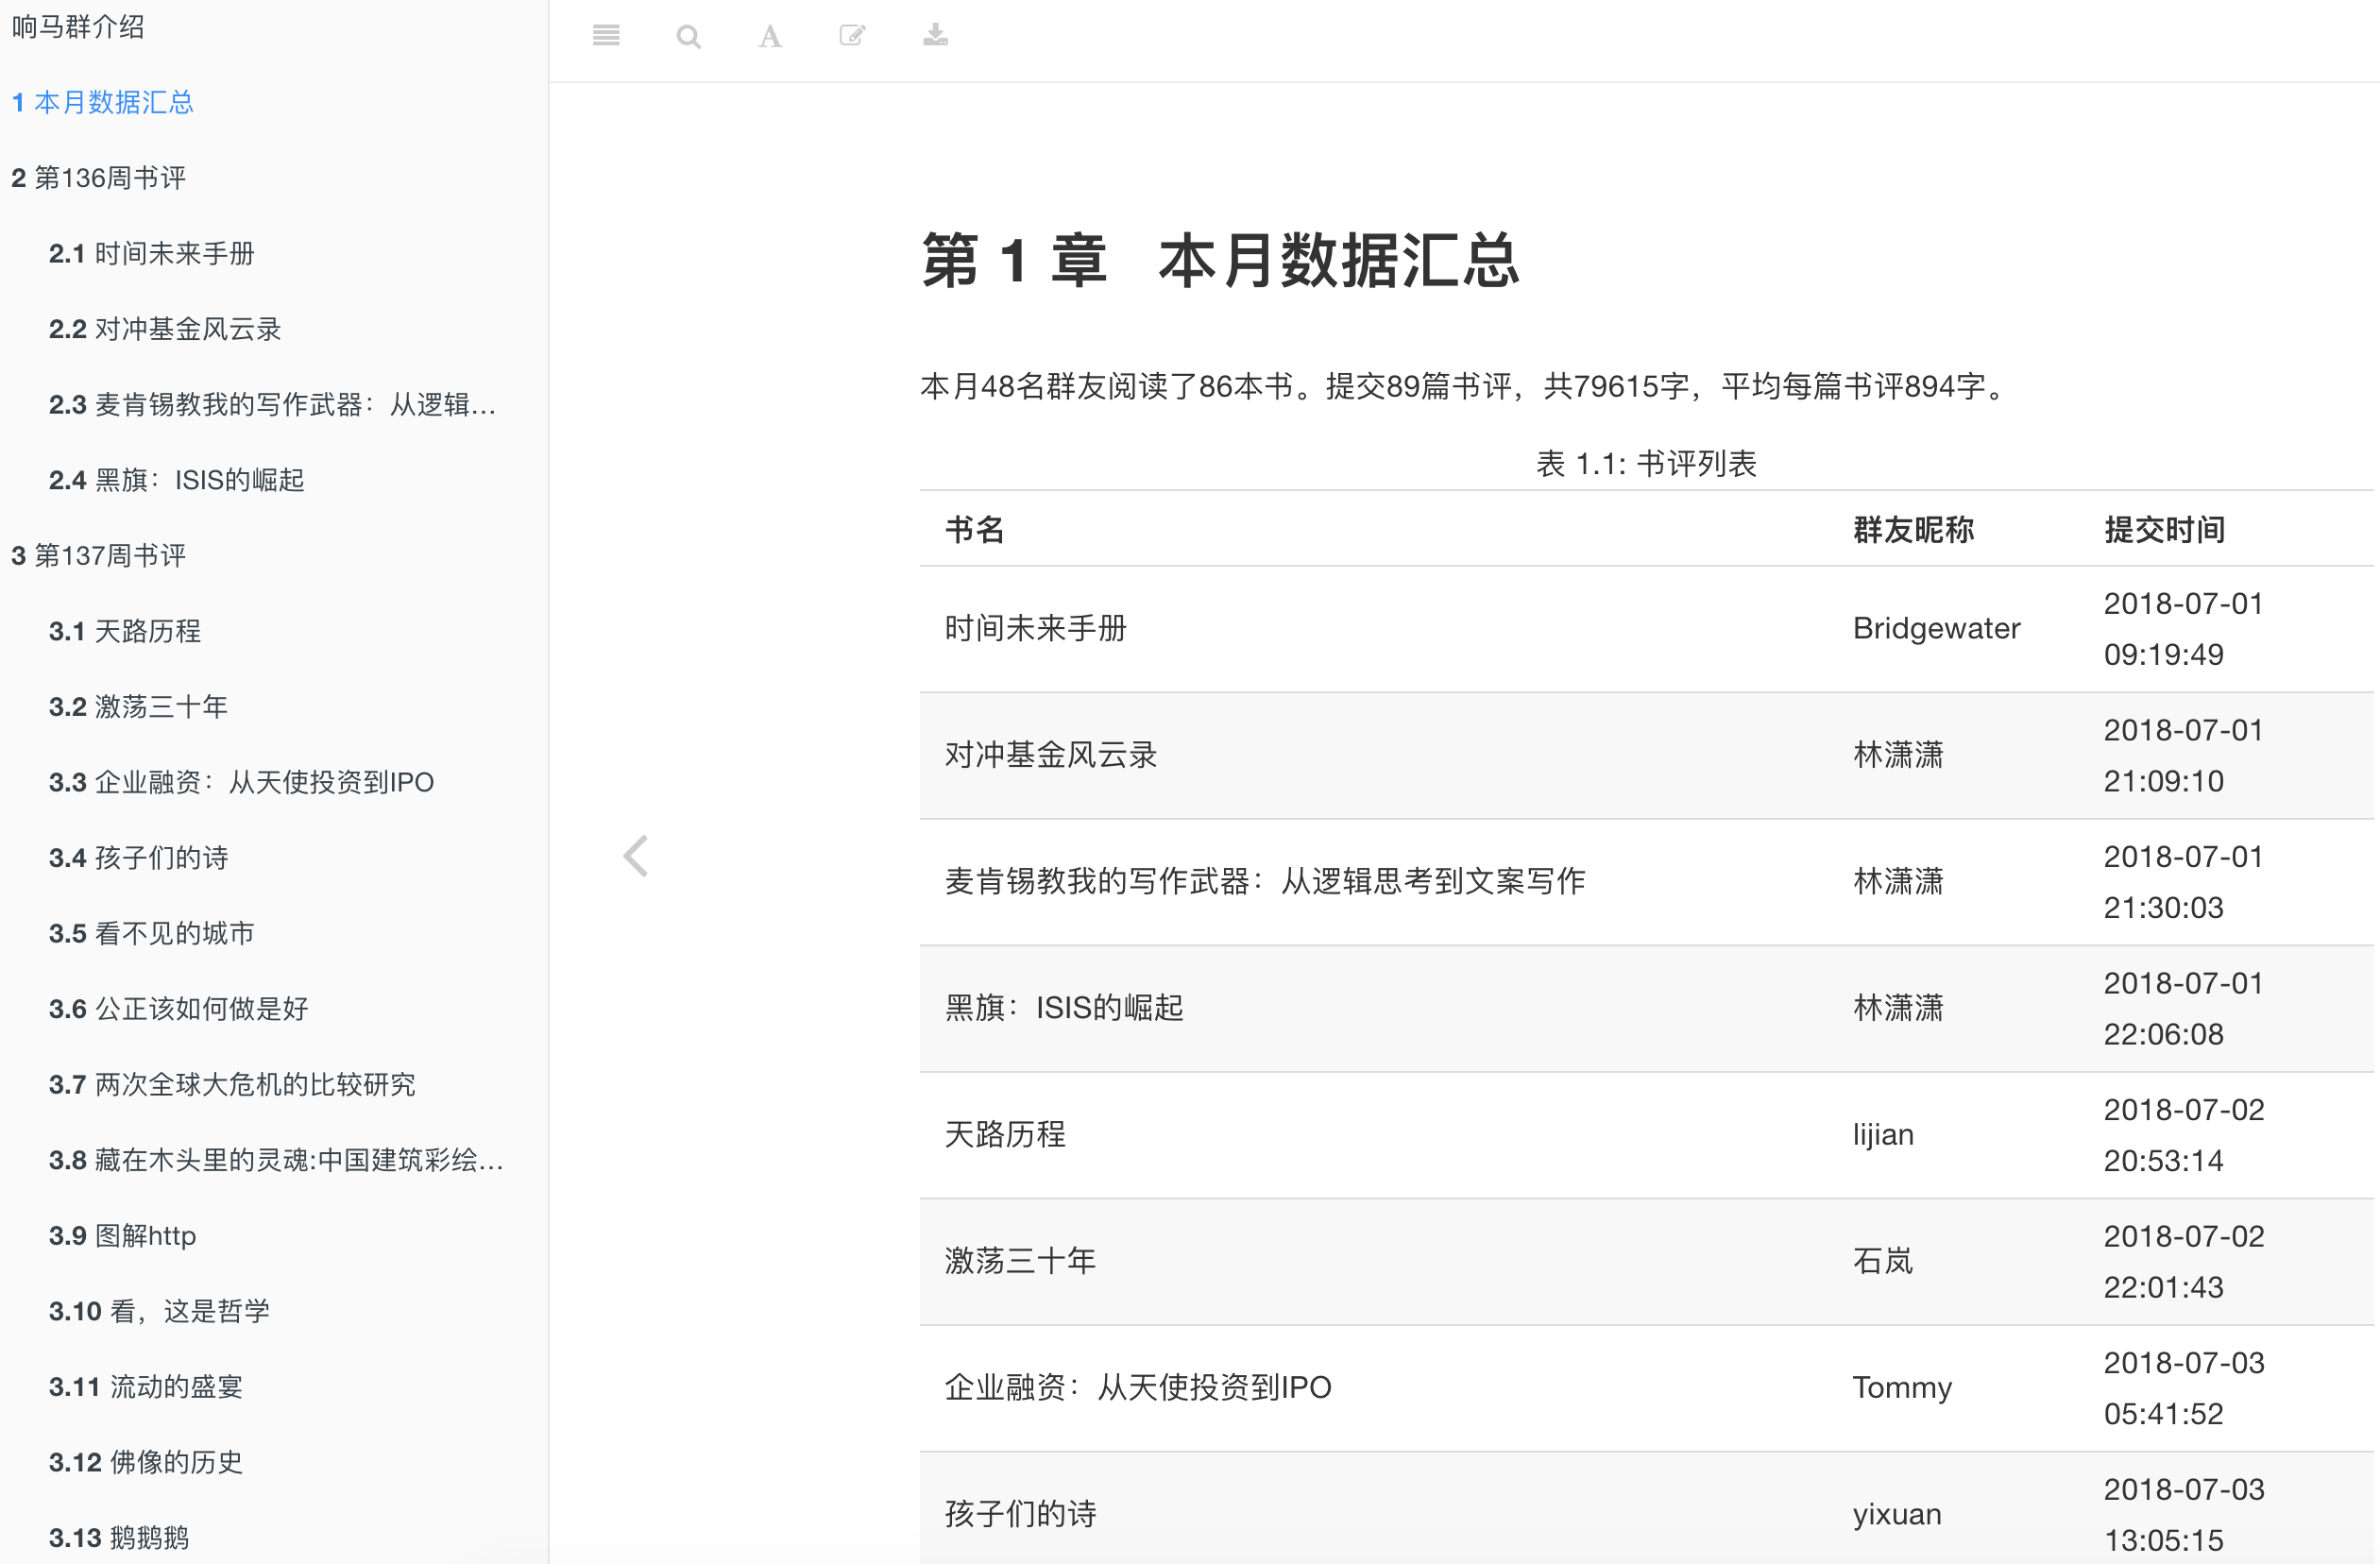 响马群介绍
1 本月数据汇总
2 第136周书评
2.1 时间未来手册
2.2 对冲基金风云录
2.3 麦肯锡教我的写作武器：从逻辑...
2.4 黑旗：ISIS的崛起
3 第137周书评
3.1 天路历程
3.2 激荡三十年
3.3 企业融资：从天使投资到IPO
3.4 孩子们的诗
3.5 看不见的城市
3.6 公正该如何做是好
3.7 两次全球大危机的比较研究
3.8 藏在木头里的灵魂:中国建筑彩绘...
3.9 图解http
3.10 看，这是哲学
3.11 流动的盛宴
3.12 佛像的历史
3.13 鹅鹅鹅
第 1 章 本月数据汇总
本月48名群友阅读了86本书。提交89篇书评，共79615字，平均每篇书评894字。
表 1.1: 书评列表
书名 群友昵称 提交时间
时间未来手册 Bridgewater 2018-07-01
09:19:49
对冲基金风云录 林潇潇 2018-07-01
21:09:10
麦肯锡教我的写作武器：从逻辑思考到文案写作 林潇潇 2018-07-01
21:30:03
黑旗：ISIS的崛起 林潇潇 2018-07-01
22:06:08
天路历程 lijian 2018-07-02
20:53:14
激荡三十年 石岚 2018-07-02
22:01:43
企业融资：从天使投资到IPO Tommy 2018-07-03
05:41:52
孩子们的诗 yixuan 2018-07-03
13:05:15